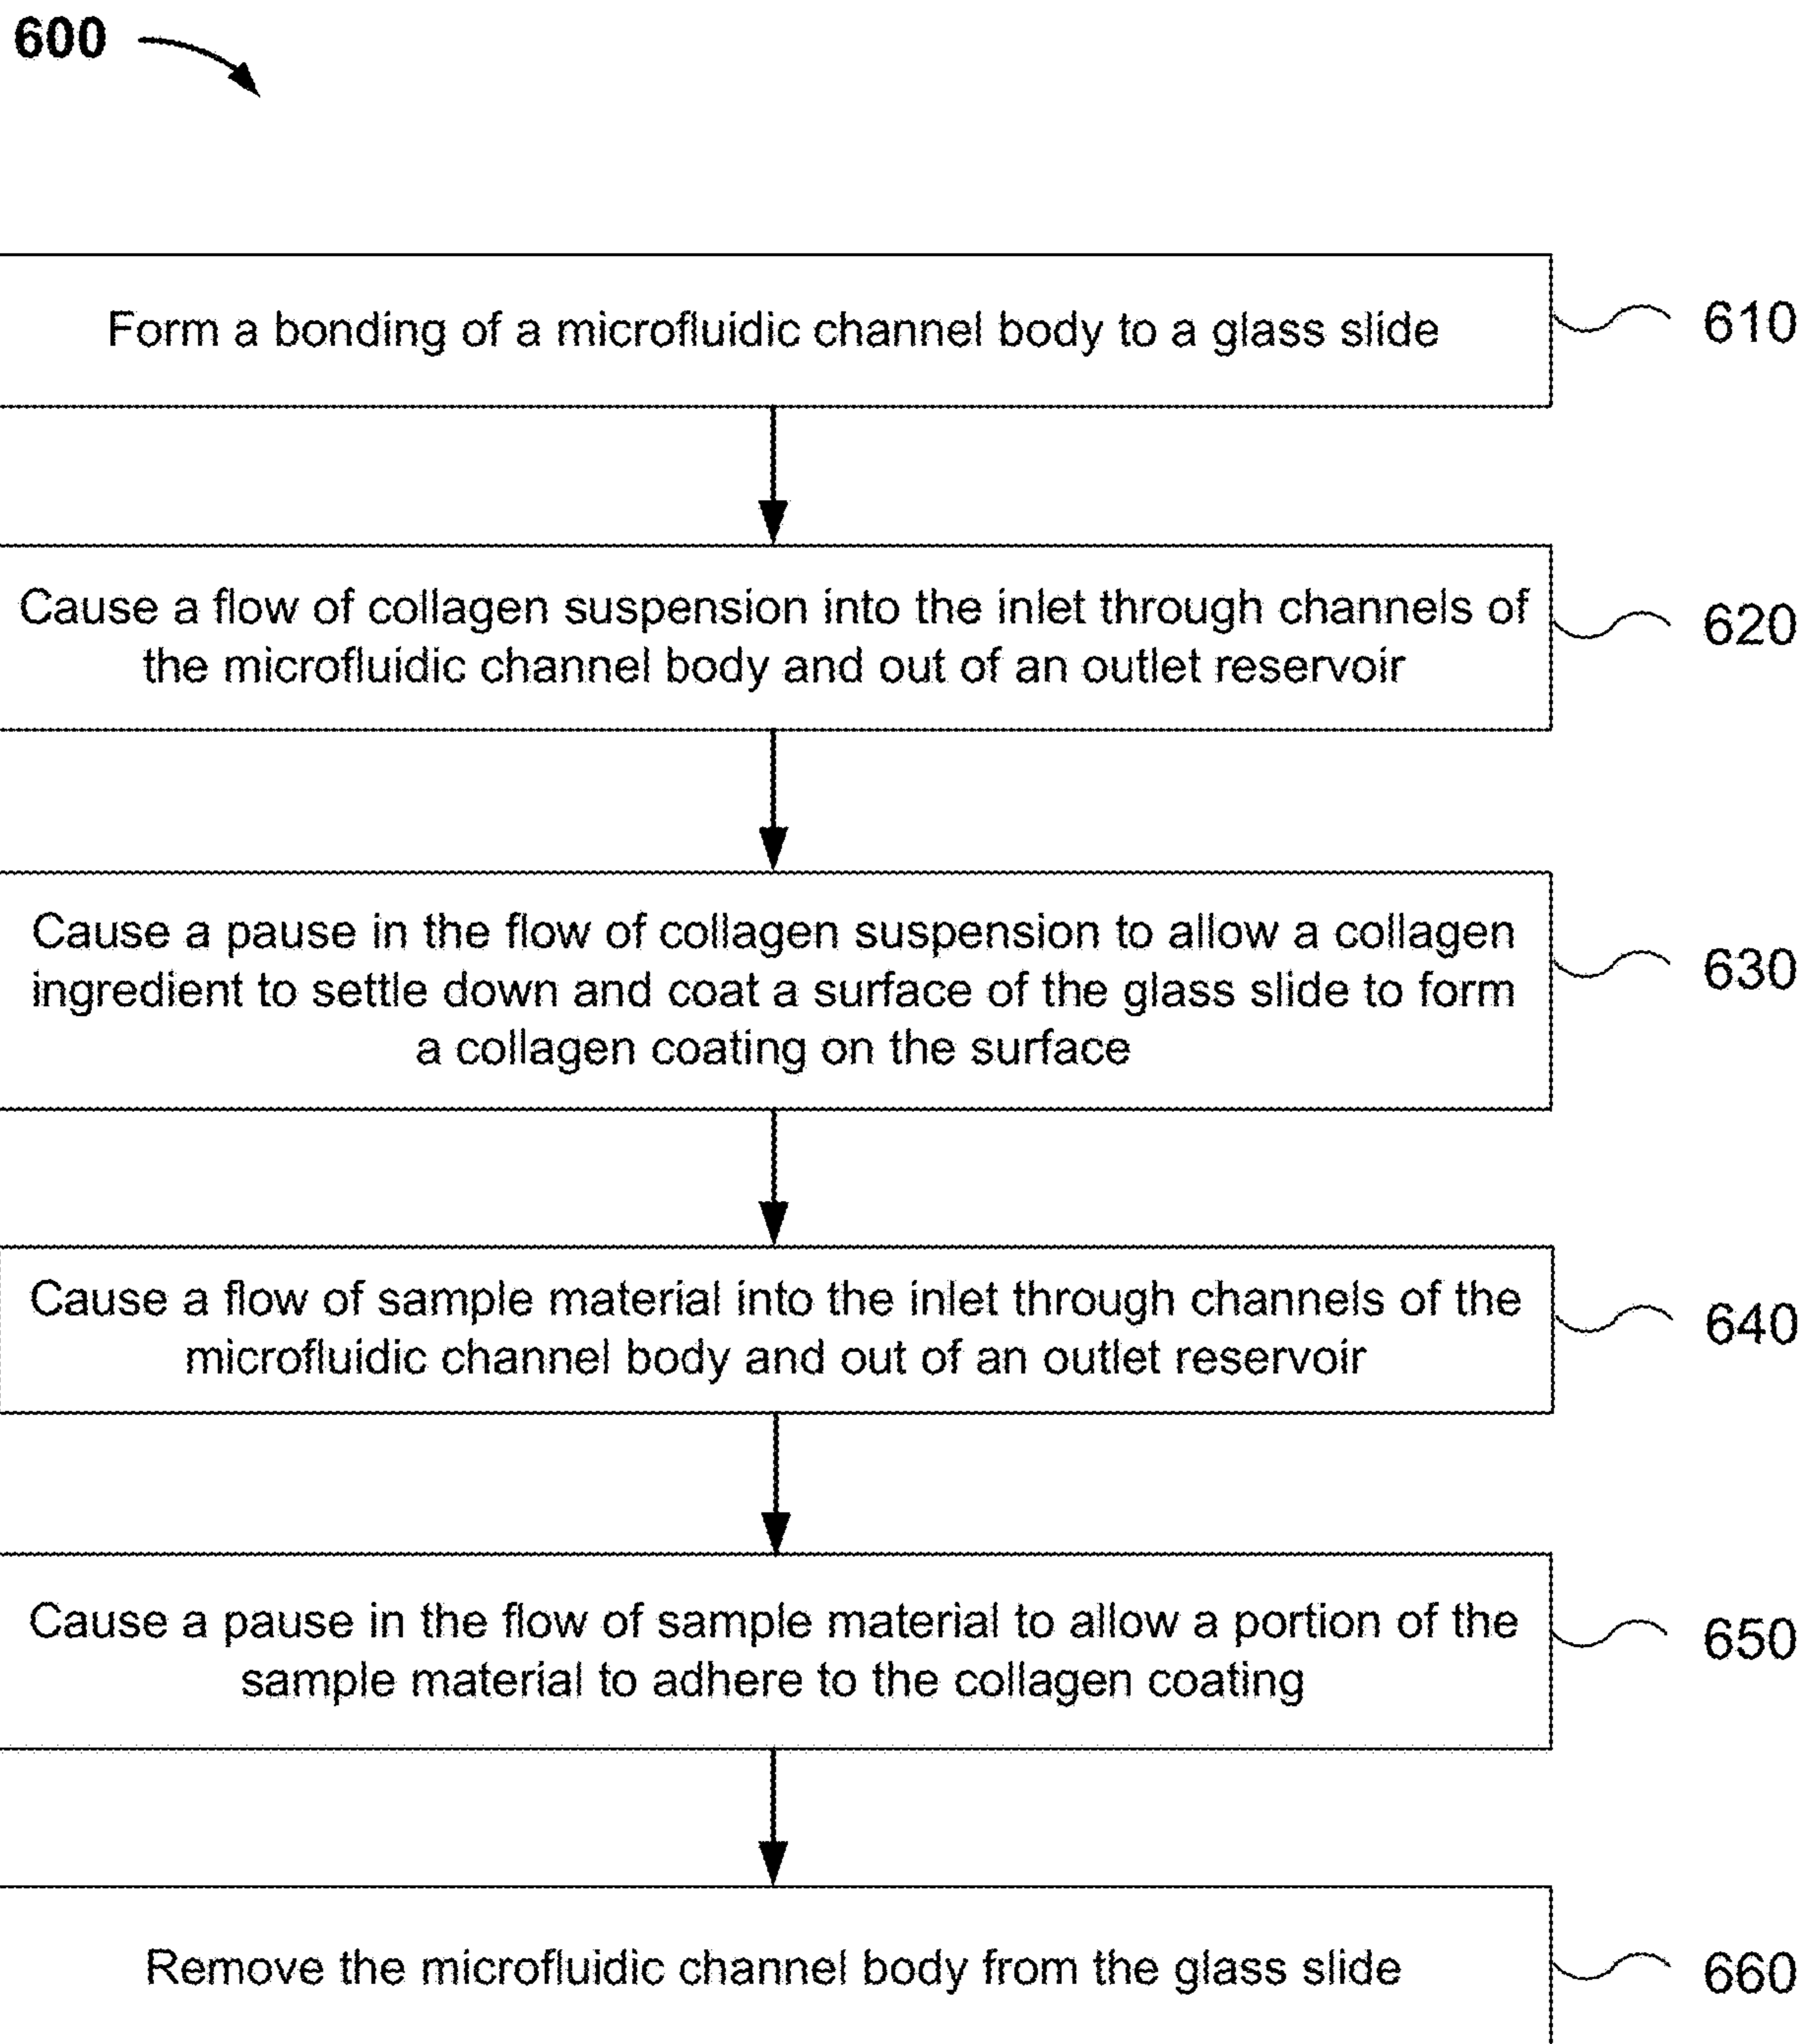 600
Form a bonding of a microfluidic channel body to a glass slide
610
Cause a flow of collagen suspension into the inlet through channels of
the microfluidic channel body and out of an outlet reservoir
620
Cause a pause in the flow of collagen suspension to allow a collagen
ingredient to settle down and coat a surface of the glass slide to form
a collagen coating on the surface
630
Cause a flow of sample material into the inlet through channels of the
microfluidic channel body and out of an outlet reservoir
640
Cause a pause in the flow of sample material to allow a portion of the
sample material to adhere to the collagen coating
650
Remove the microfluidic channel body from the glass slide
660